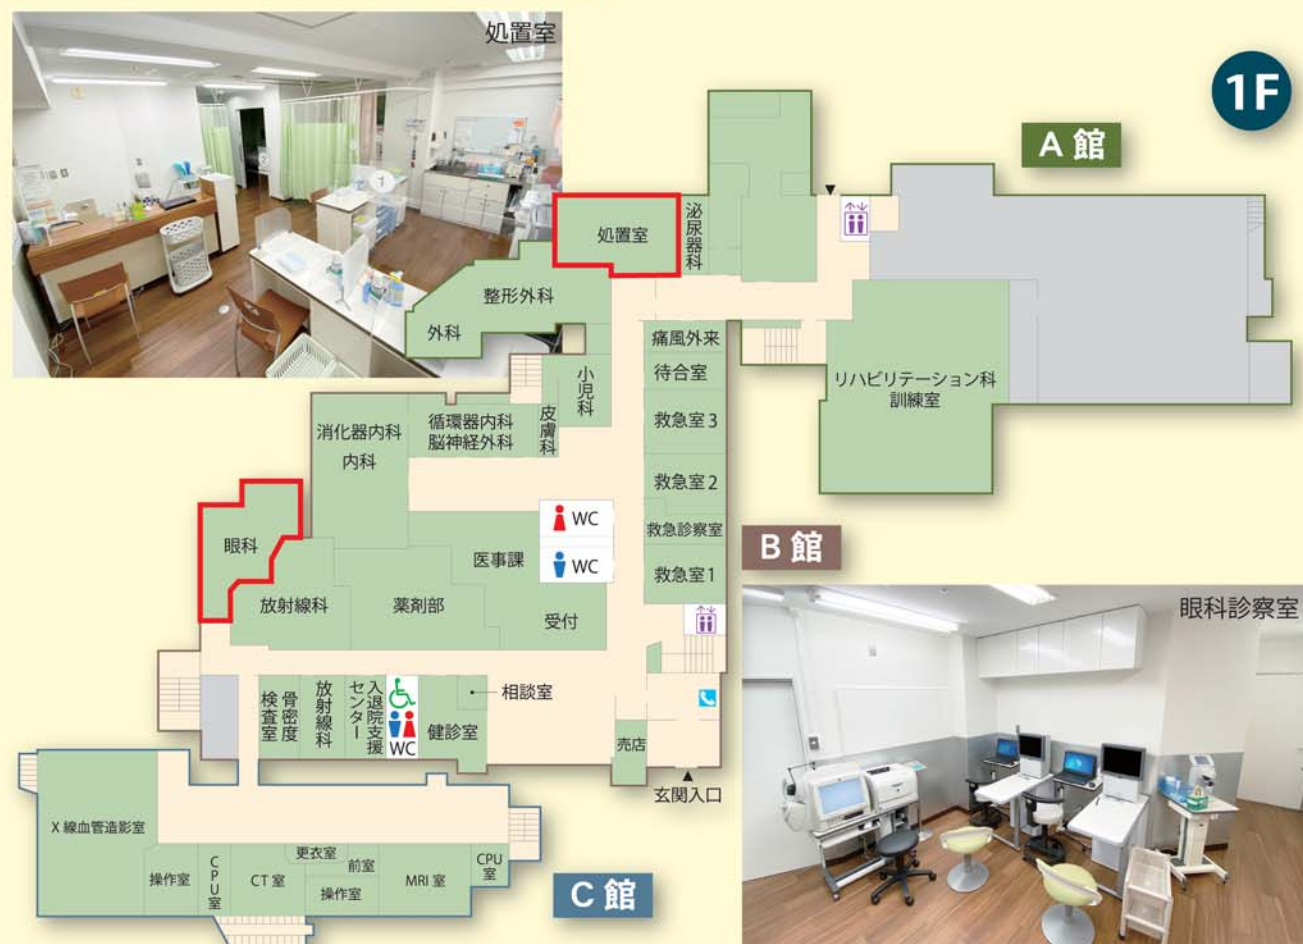 処置室
1F
A館
処置室
泌尿器科
整形外科
外科
痛風外来
待合室
小児科
リハビリテーション科
訓練室
救急室3
消化器内科
内科
循環器内科
脳神経外科
皮膚科
救急室2
WC
WC
眼科
医事課
救急診察室
B館
救急室1
放射線科
薬剤部
受付
眼科診察室
骨密度
検査室
放射線科
入退院支援
センター
WC
健診室
相談室
売店
玄関入口
X線血管造影室
操作室
CPU室
CT室
更衣室
前室
操作室
MRI室
CPU
室
C館